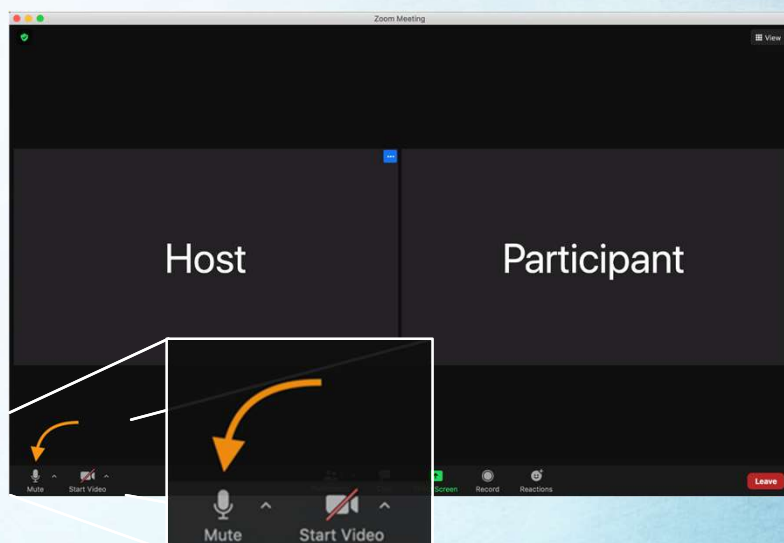 Zoom Meeting
View
Host
Participant
Mute
Start Video
Screen
Record
Reactions
Leave
Mute
Start Video